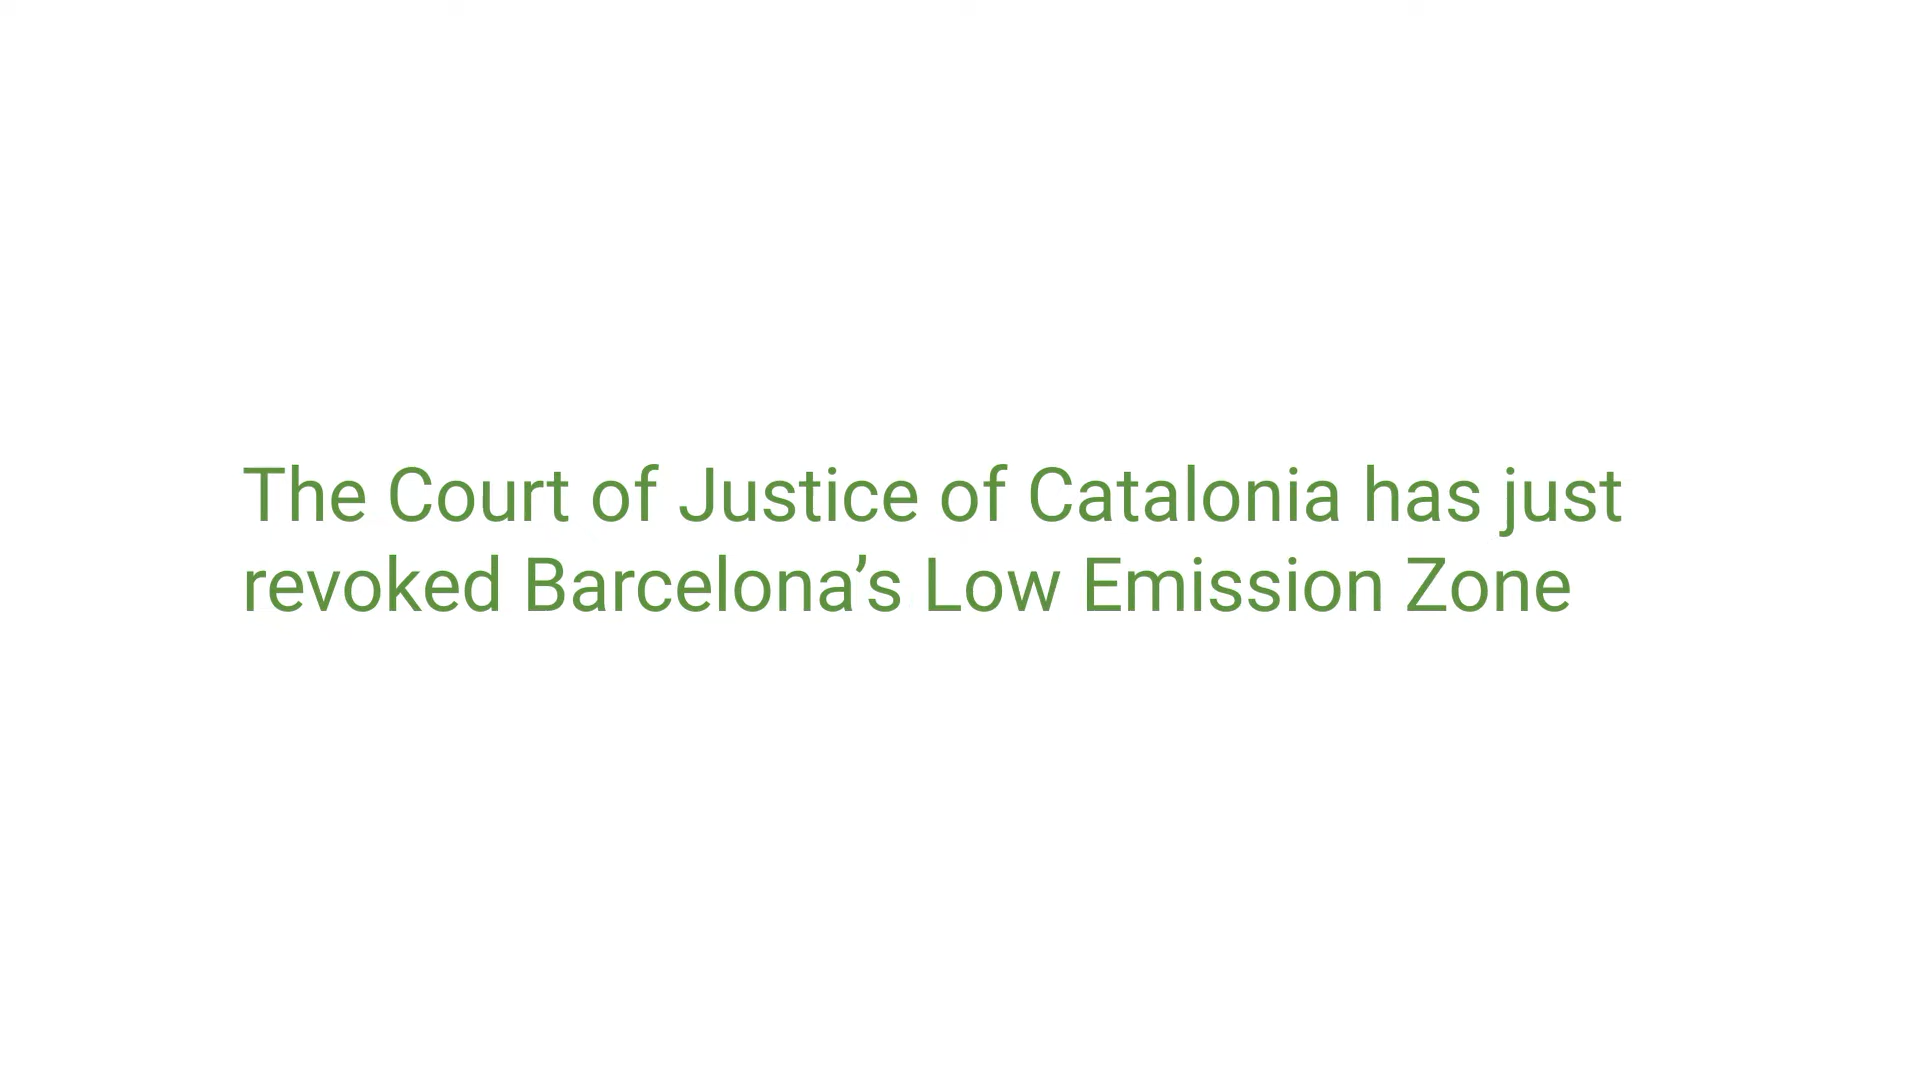 The Court of Justice of Catalonia has just
revoked Barcelona’s Low Emission Zone